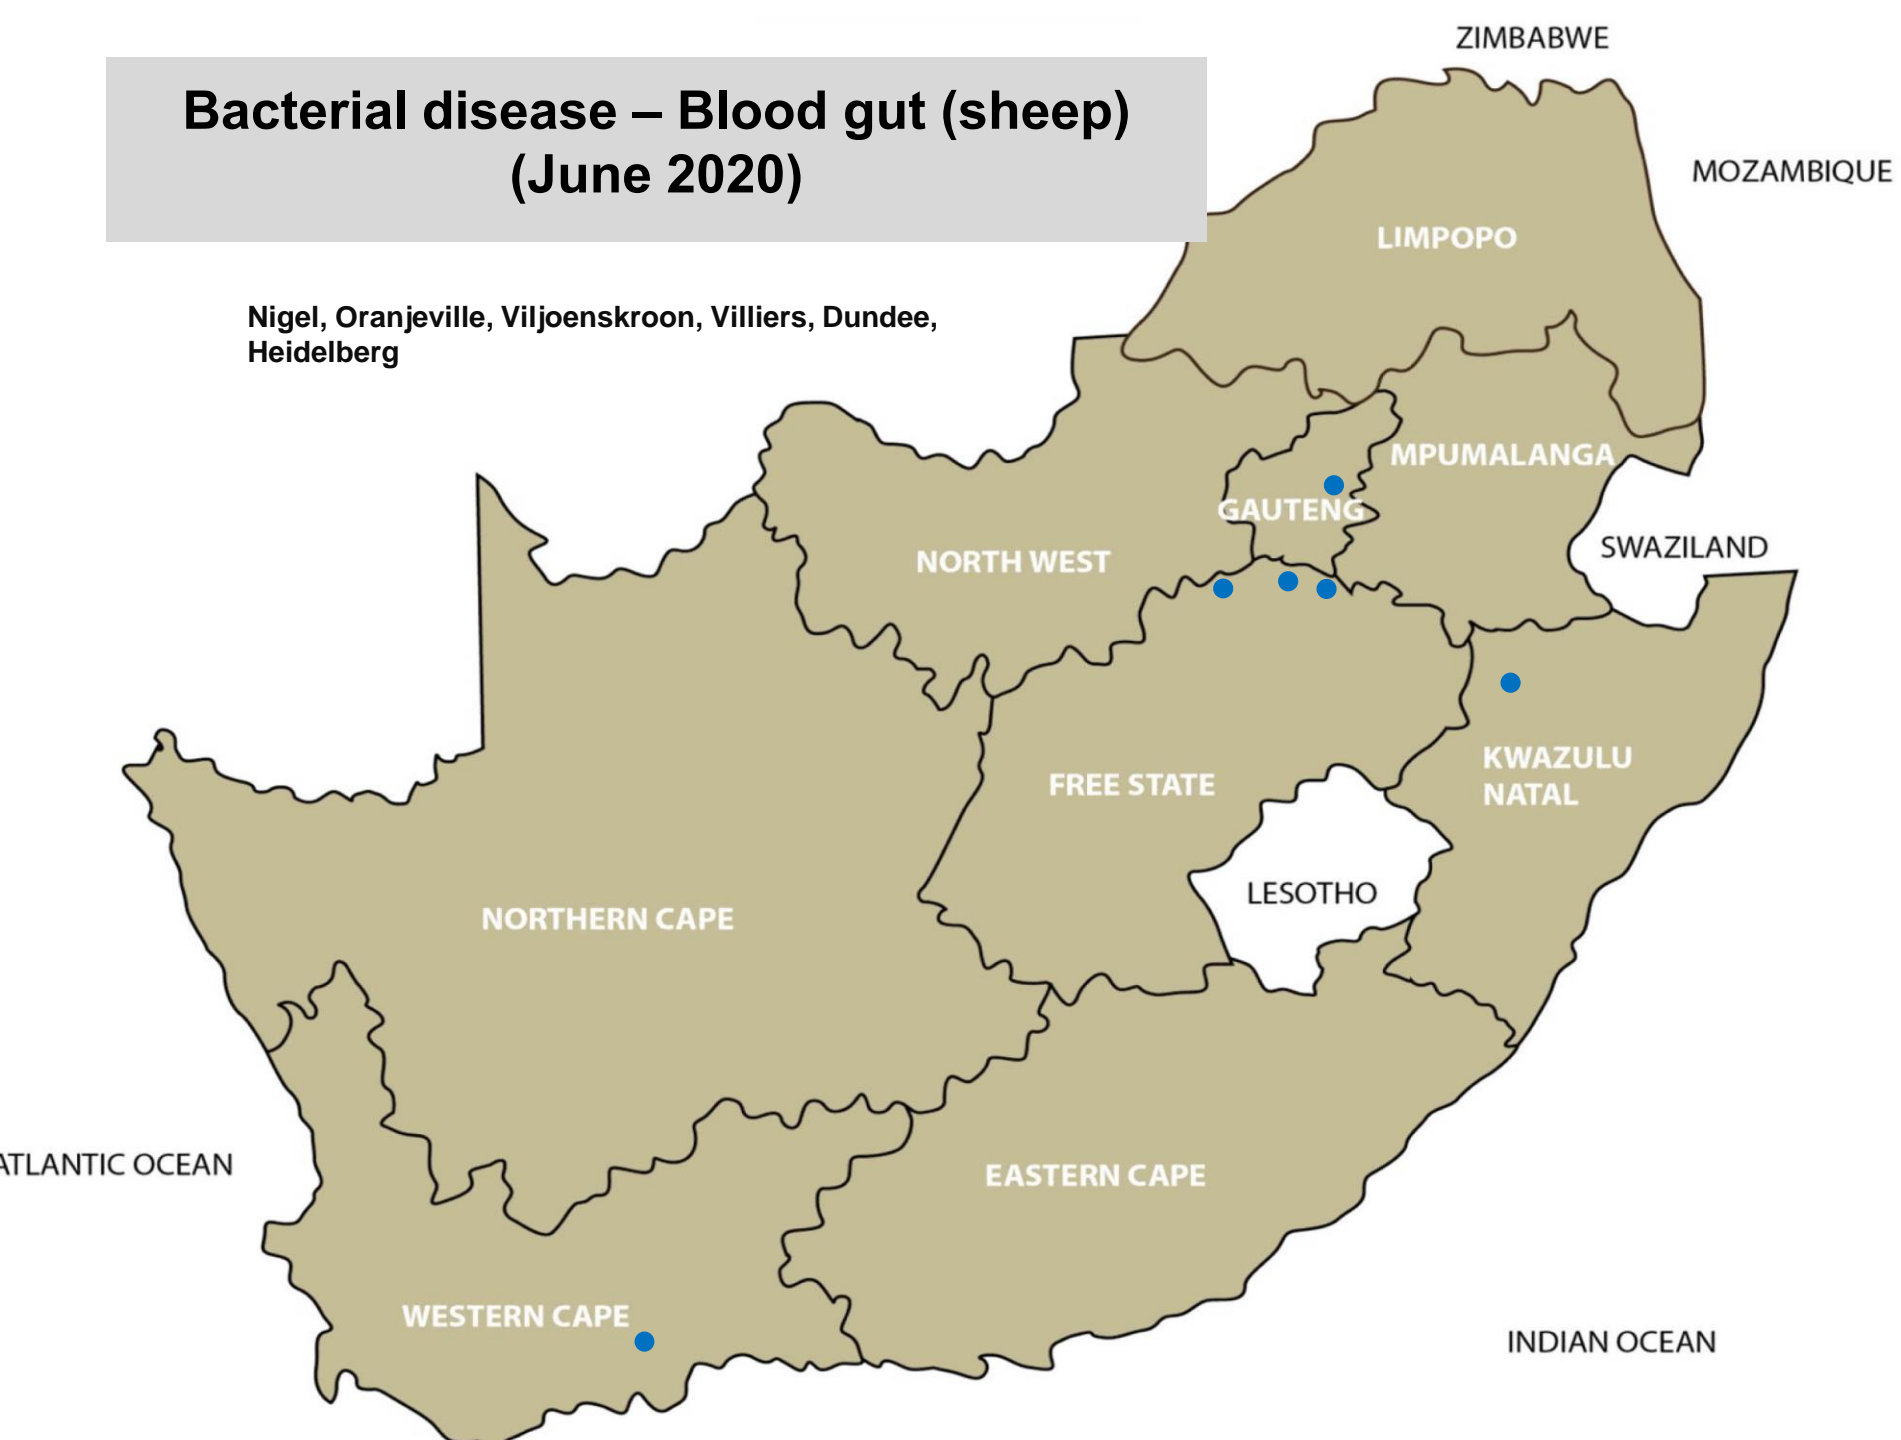 ZIMBABWE
Bacterial disease – Blood gut (sheep)
(June 2020)
MOZAMBIQUE
LIMPOPO
Nigel, Oranjeville, Viljoenskroon, Villiers, Dundee,
Heidelberg
MPUMALANGA
GAUTENG
SWAZILAND
NORTH WEST
KWAZULU
NATAL
FREE STATE
LESOTHO
NORTHERN CAPE
ATLANTIC OCEAN
EASTERN CAPE
WESTERN CAPE
INDIAN OCEAN